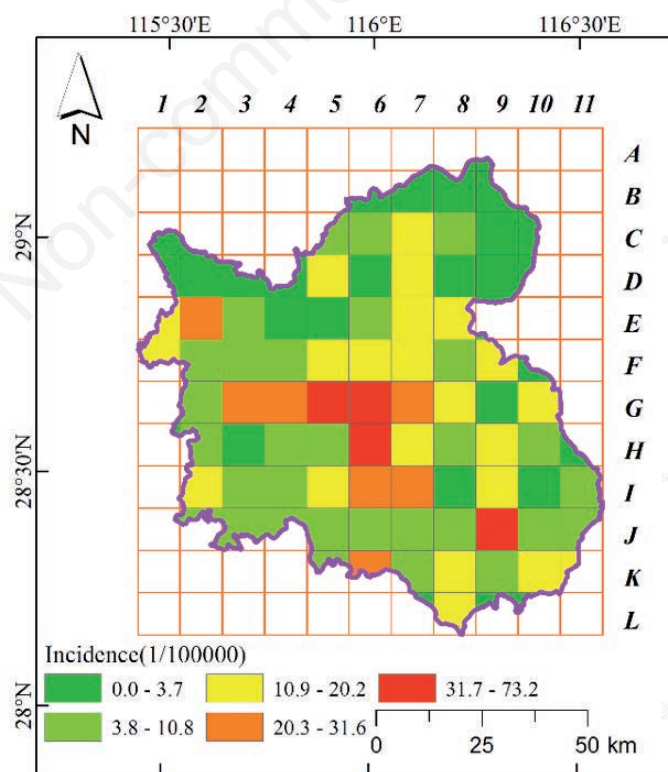 115°30'E 116°E 116°30'E
Non-comm
N
1 2 3 4 5 6 7 8 9 10 11
A
B
C
D
E
F
G
H
I
J
K
L
29°N
28°30'N
28°N
Incidence(1/100000)
0.0 - 3.7 10.9 - 20.2 31.7 - 73.2
3.8 - 10.8 20.3 - 31.6
0 25 50 km